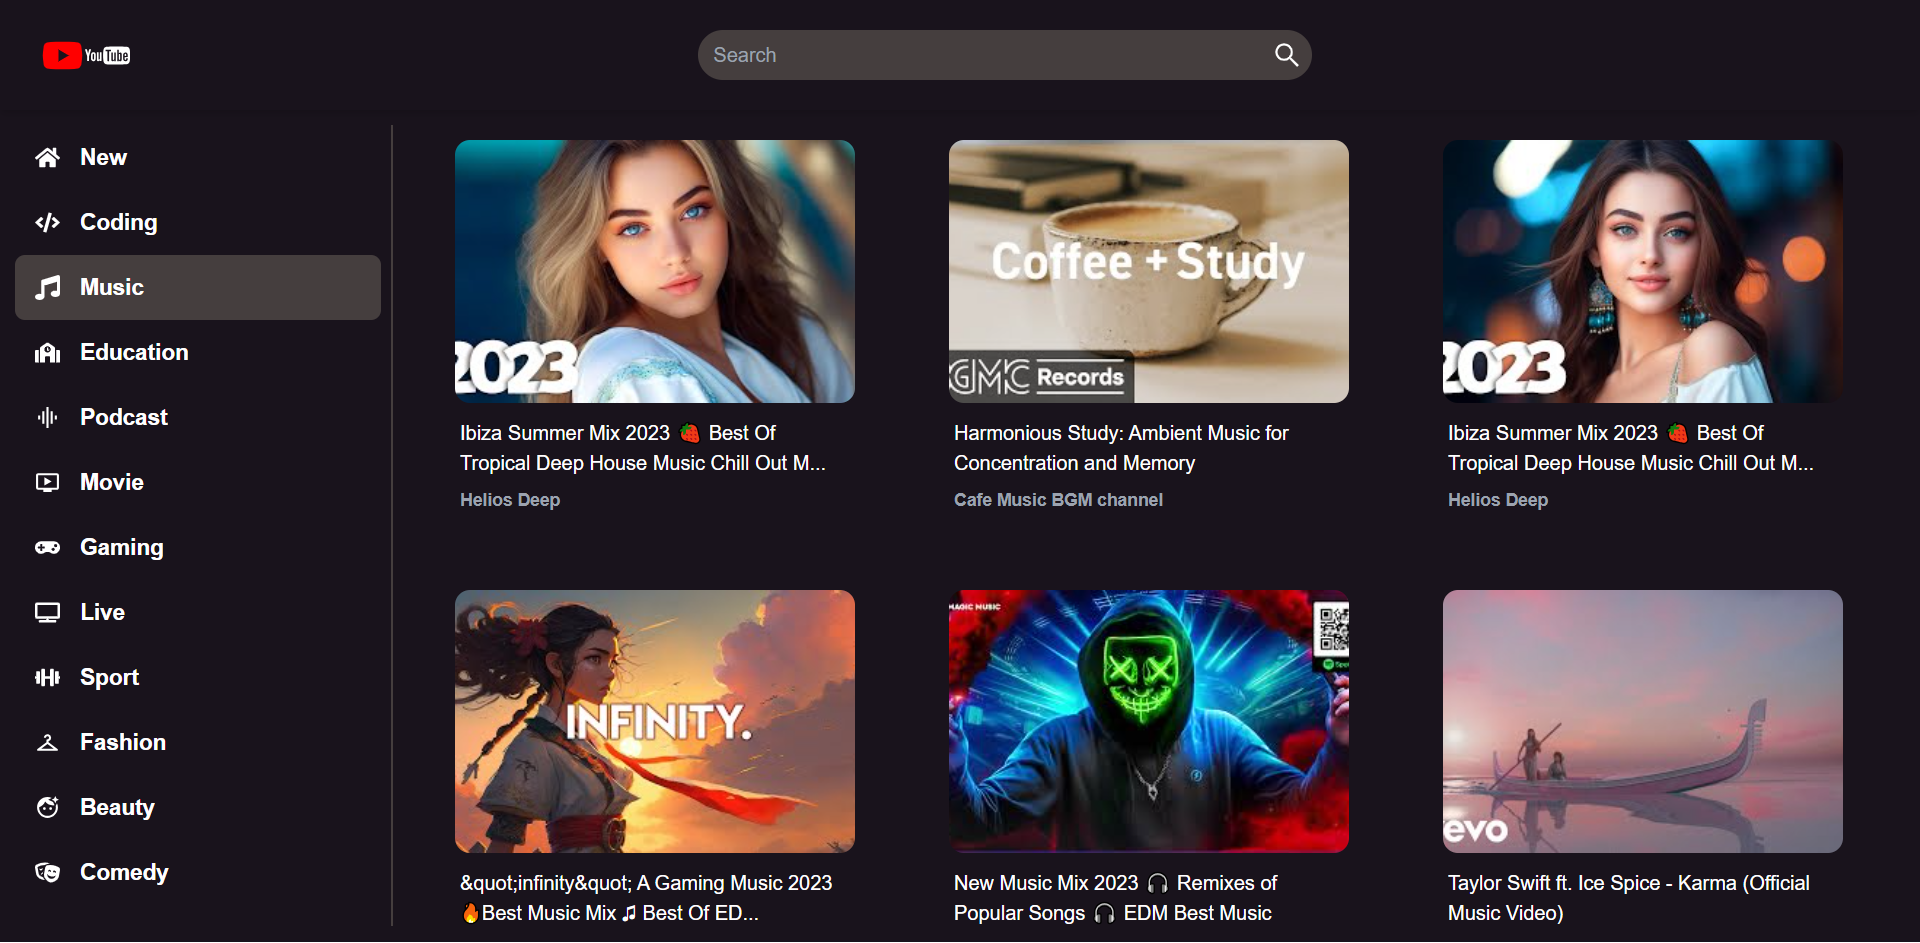 YouTube
Search
New
Coding
Music
Education
Podcast
Movie
Gaming
Live
Sport
Fashion
Beauty
Comedy
2023
Ibiza Summer Mix 2023 🍓 Best Of
Tropical Deep House Music Chill Out M...
Helios Deep
Coffee + Study
GMC Records
Harmonious Study: Ambient Music for
Concentration and Memory
Cafe Music BGM channel
2023
Ibiza Summer Mix 2023 🍓 Best Of
Tropical Deep House Music Chill Out M...
Helios Deep
INFINITY.
&quot;infinity&quot; A Gaming Music 2023
🔥Best Music Mix 🎵 Best Of ED...
MAGIC MUSIC
New Music Mix 2023 🎧 Remixes of
Popular Songs 🎧 EDM Best Music
evo
Taylor Swift ft. Ice Spice - Karma (Official
Music Video)